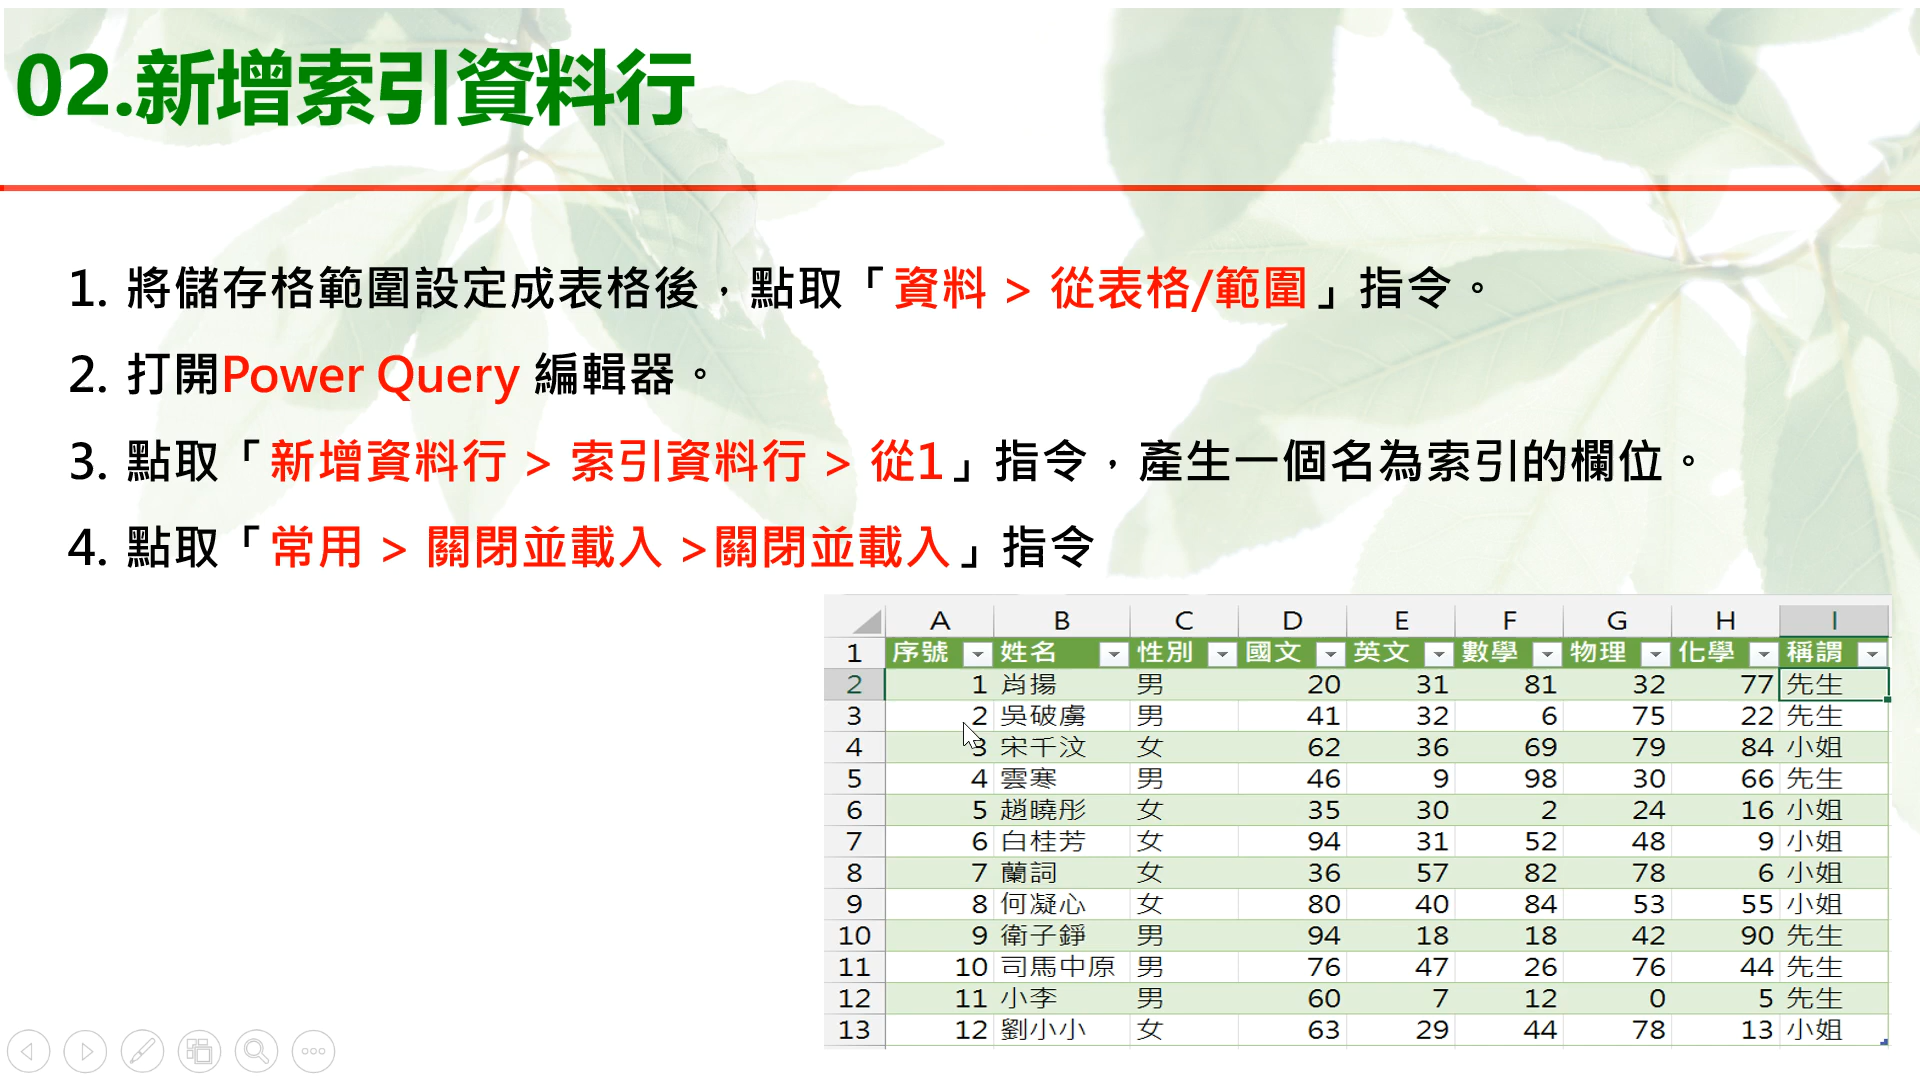 02.新增索引資料行
1. 將儲存格範圍設定成表格後，點取「資料 > 從表格/範圍」指令。
2. 打開Power Query 編輯器。
3. 點取「新增資料行 > 索引資料行 > 從1」指令，產生一個名為索引的欄位。
4. 點取「常用 > 關閉並載入 >關閉並載入」指令
A B C D E F G H I
1 序號 姓名 性別 國文 英文 數學 物理 化學 稱謂
2 1 肖揚 男 20 31 81 32 77 先生
3 2 吳破虜 男 41 32 6 75 22 先生
4 3 宋千汶 女 62 36 69 79 84 小姐
5 4 雲寒 男 46 9 98 30 66 先生
6 5 趙曉彤 女 35 30 2 24 16 小姐
7 6 白桂芳 女 94 31 52 48 9 小姐
8 7 蘭詞 女 36 57 82 78 6 小姐
9 8 何凝心 女 80 40 84 53 55 小姐
10 9 衛子錚 男 94 18 18 42 90 先生
11 10 司馬中原 男 76 47 26 76 44 先生
12 11 小李 男 60 7 12 0 5 先生
13 12 劉小小 女 63 29 44 78 13 小姐